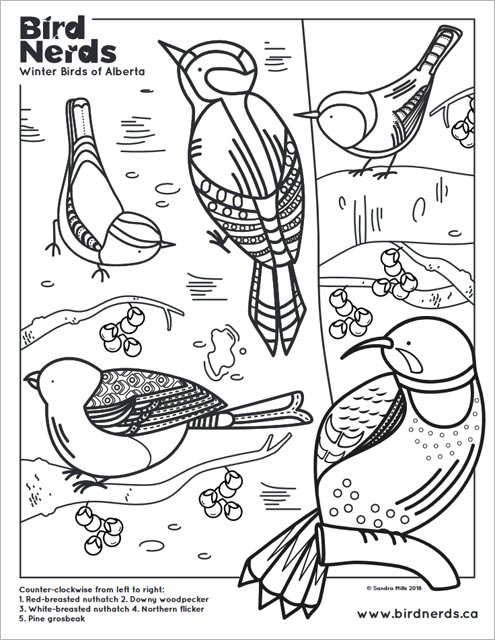 Bird
Nerds
Winter Birds of Alberta
Counter-clockwise from left to right:
1. Red-breasted nuthatch 2. Downy woodpecker
3. White-breasted nuthatch 4. Northern flicker
5. Pine grosbeak
© Sandra Mills 2018
www.birdnerds.ca